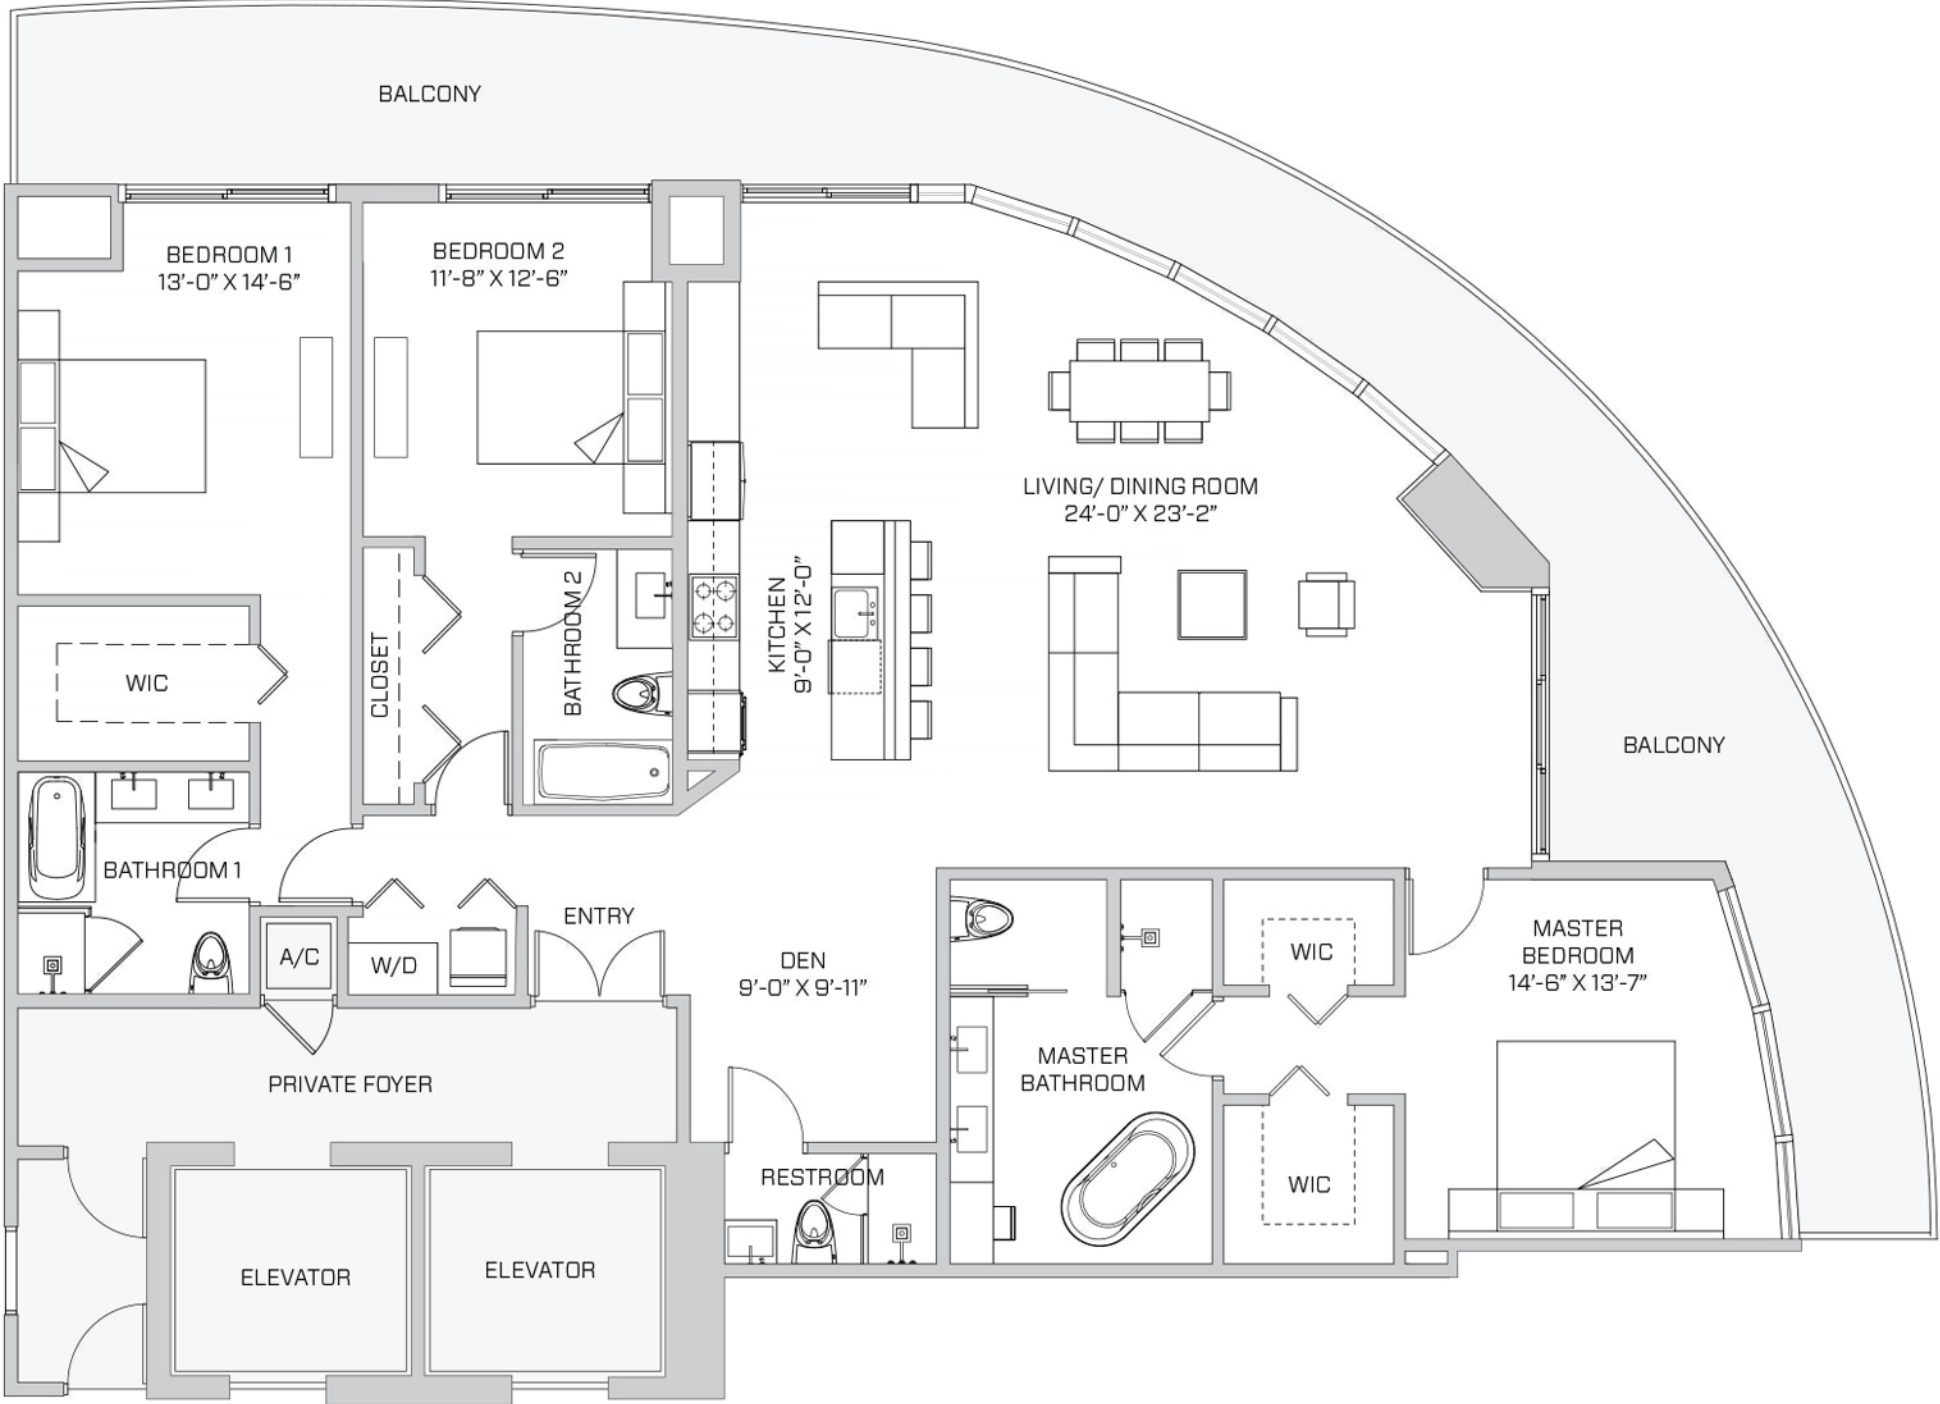 BALCONY
BEDROOM 1
13'-0" X 14'-6"
BEDROOM 2
11'-8" X 12'-6"
LIVING/ DINING ROOM
24'-0" X 23'-2"
KITCHEN
9'-0" X 12'-0"
BATHROOM 2
CLOSET
WIC
BALCONY
BATHROOM 1
ENTRY
A/C
W/D
DEN
9'-0" X 9'-11"
WIC
MASTER
BEDROOM
14'-6" X 13'-7"
MASTER
BATHROOM
PRIVATE FOYER
RESTROOM
WIC
ELEVATOR
ELEVATOR